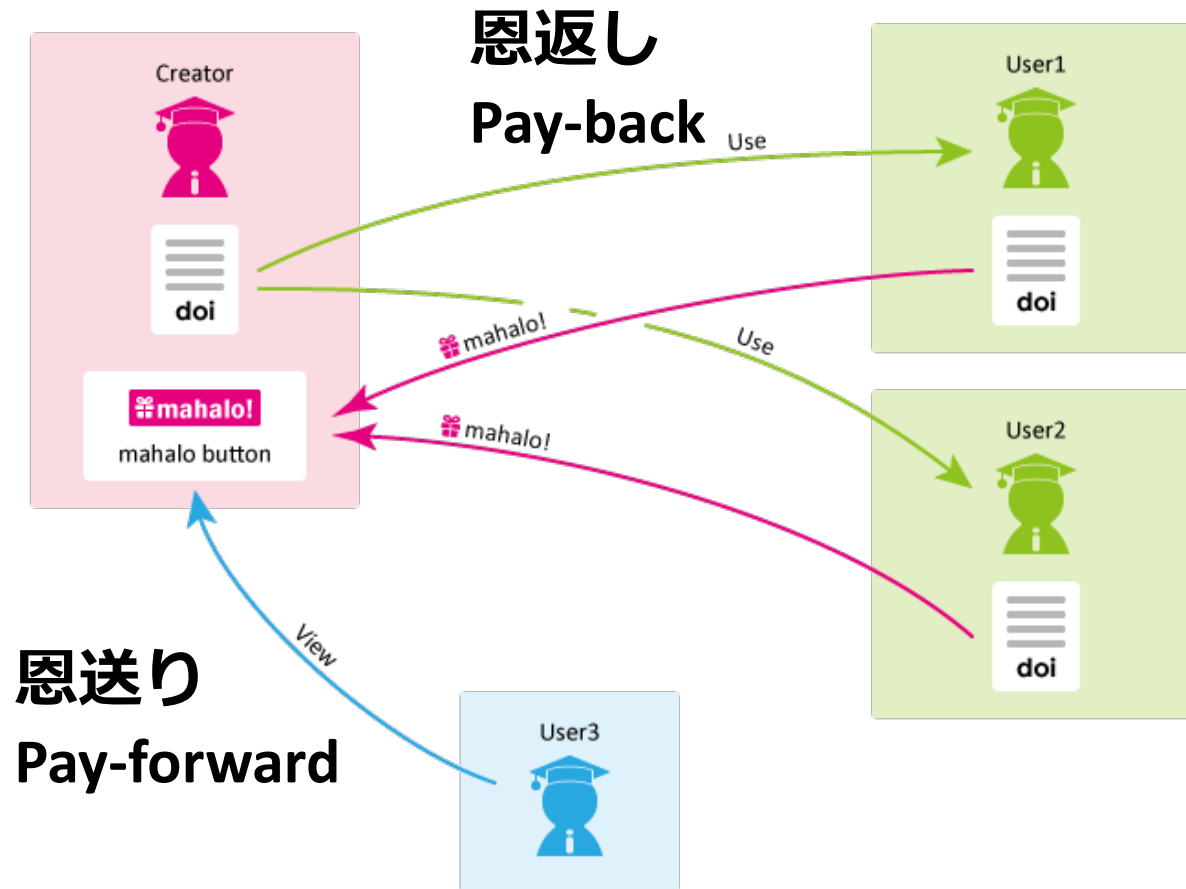 恩返し
Pay-back
Creator
doi
mahalo!
mahalo button
Use
Use
mahalo!
mahalo!
User1
doi
User2
doi
恩送り
Pay-forward
View
User3